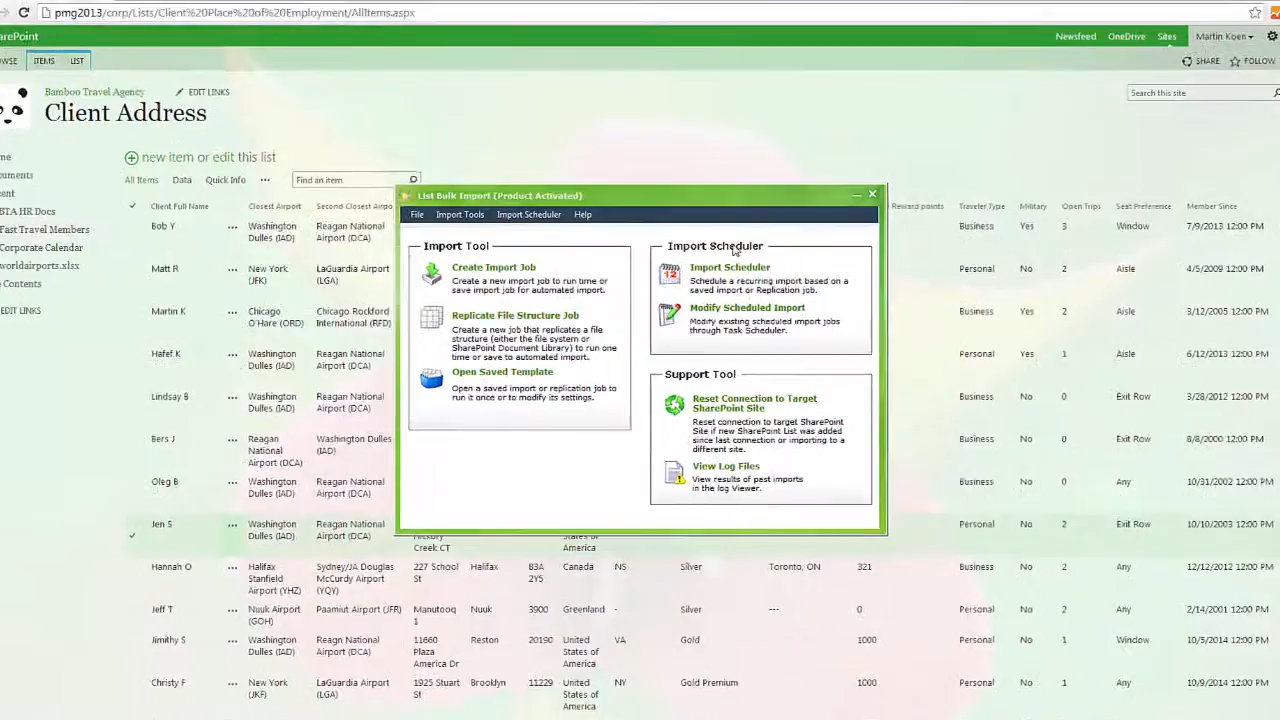 pmg2013/corp/Lists/Client%20Place%20of%20Employment/AllItems.aspx
arePoint
Newsfeed OneDrive Sites Martin Koen
WSE ITEMS LIST
SHARE FOLLOW
Bamboo Travel Agency EDIT LINKS
Client Address
Search this site
me
uments
ent
BTA HR Docs
Fast Travel Members
Corporate Calendar
worldairports.xlsx
Contents
EDIT LINKS
new item or edit this list
All Items Data Quick Info ... Find an item
Client Full Name Closest Airport Second Closest Airpo Reward points Traveler Type Military Open Trips Seat Preference Member Since
Bob Y ... Washington Dulles (IAD) Reagan National Airport (DCA) Business Yes 3 Window 7/9/2013 12:00 PM
Matt R ... New York (JFK) LaGuardia Airport (LGA) Personal No 2 Aisle 4/5/2009 12:00 PM
Martin K ... Chicago O'Hare (ORD) Chicago Rockford International (RFD) Business Yes 2 Aisle 3/12/2005 12:00 PM
Hafef K ... Washington Dulles (IAD) Reagan National Airport (DCA) Personal Yes 1 Aisle 6/12/2013 12:00 PM
Lindsay B ... Washington Dulles (IAD) Reagan National Airport (DCA) Business No 0 Exit Row 3/28/2012 12:00 PM
Bers J ... Reagan National Airport (DCA) Washington Dulles (IAD) Business No 0 Exit Row 8/8/2000 12:00 PM
Oleg B ... Washington Dulles (IAD) Reagan National Airport (DCA) Business No 0 Any 10/31/2002 12:00 PM
Jen S ... Washington Dulles (IAD) Reagan National Airport (DCA) Creek CT States of America Personal No 2 Exit Row 10/10/2003 12:00 PM
Hannah O ... Halifax Stanfield Airport (YHZ) Sydney/JA Douglas McCurdy Airport (YQY) 227 School St Halifax B3A 2Y5 Canada NS Silver Toronto, ON 321 Business No 2 Any 12/12/2012 12:00 PM
Jeff T ... Nuuk Airport (GOH) Paamiut Airport (JFR) Manutooq 1 Nuuk 3900 Greenland - Silver --- 0 Personal No 2 Any 2/14/2001 12:00 PM
Jimithy S ... Washington Dulles (IAD) Reagn National Airport (DCA) 11660 Plaza America Dr Reston 20190 United States of America VA Gold 1000 Personal No 1 Window 10/5/2014 12:00 PM
Christy F ... New York (JKF) LaGuardia Airport (LGA) 1925 Stuart St Brooklyn 11229 United States of America NY Gold Premium 1000 Personal No 1 Any 10/9/2014 12:00 PM
List Bulk Import (Product Activated)
File Import Tools Import Scheduler Help
Import Tool
Create Import Job
Create a new import job to run time or
save import job for automated import.
Replicate File Structure Job
Create a new job that replicates a file
structure (either the file system or
SharePoint Document Library) to run one
time or save to automated import.
Open Saved Template
Open a saved import or replication job to
run it once or to modify its settings.
Import Scheduler
Import Scheduler
Schedule a recurring import based on a
saved import or Replication job.
Modify Scheduled Import
Modify existing scheduled import jobs
through Task Scheduler.
Support Tool
Reset Connection to Target
SharePoint Site
Reset connection to target SharePoint
Site if new SharePoint List was added
since last connection or importing to a
different site.
View Log Files
View results of past imports
in the log Viewer.